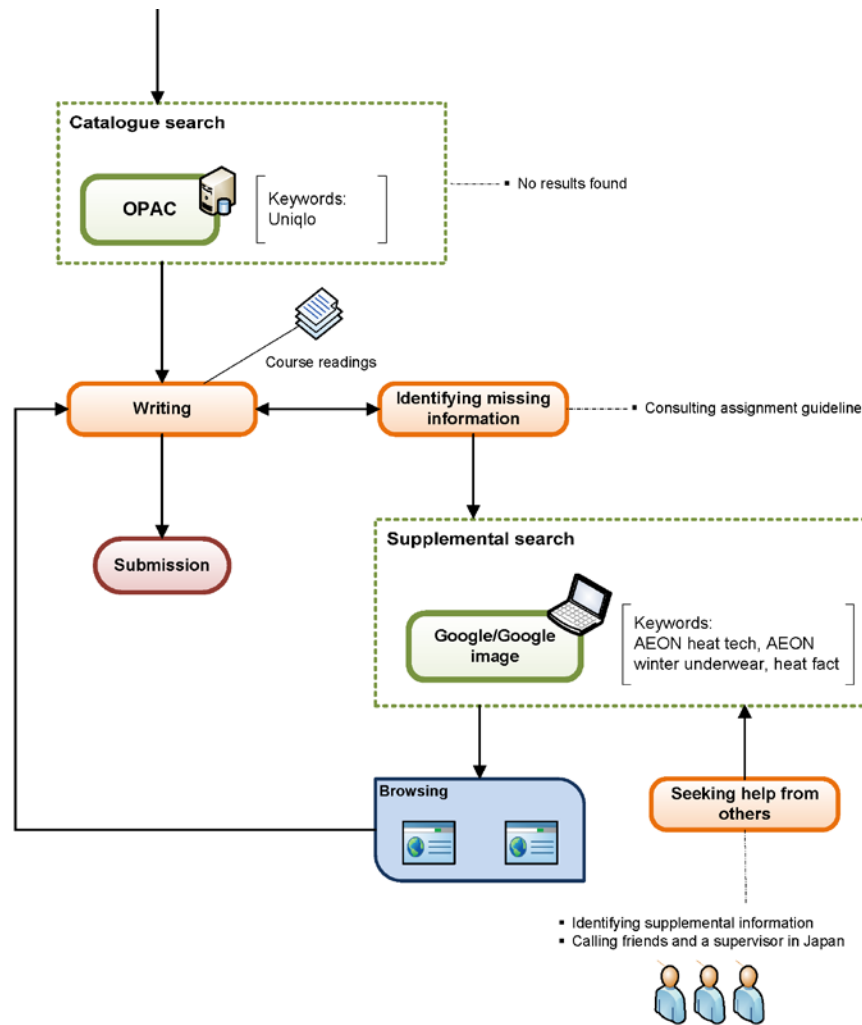 Catalogue search
OPAC
Keywords:
Uniqlo
▪ No results found
Course readings
Writing
Identifying missing
information
▪ Consulting assignment guideline
Submission
Supplemental search
Google/Google
image
Keywords:
AEON heat tech, AEON
winter underwear, heat fact
Browsing
Seeking help from
others
▪ Identifying supplemental information
▪ Calling friends and a supervisor in Japan